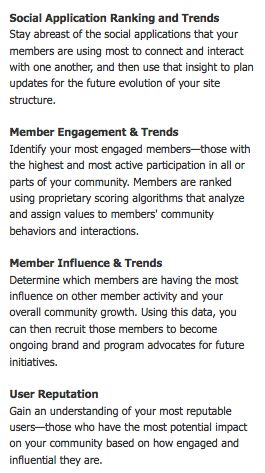 Social Application Ranking and Trends
Stay abreast of the social applications that your
members are using most to connect and interact
with one another, and then use that insight to plan
updates for the future evolution of your site
structure.
Member Engagement & Trends
Identify your most engaged members—those with
the highest and most active participation in all or
parts of your community. Members are ranked
using proprietary scoring algorithms that analyze
and assign values to members' community
behaviors and interactions.
Member Influence & Trends
Determine which members are having the most
influence on other member activity and your
overall community growth. Using this data, you
can then recruit those members to become
ongoing brand and program advocates for future
initiatives.
User Reputation
Gain an understanding of your most reputable
users—those who have the most potential impact
on your community based on how engaged and
influential they are.